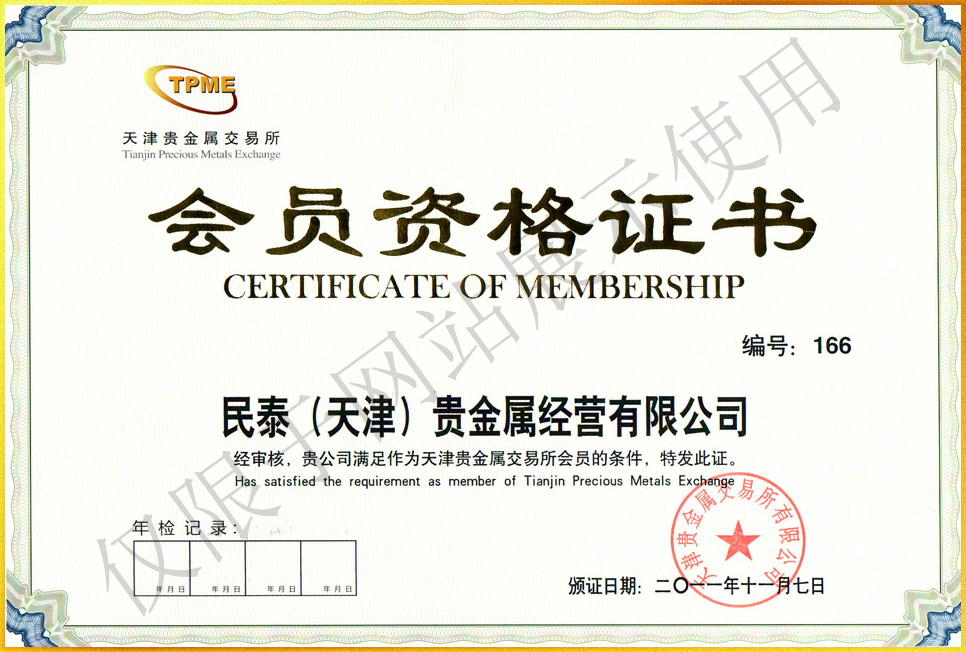 TPME
天津贵金属交易所
Tianjin Precious Metals Exchange
会员资格证书
CERTIFICATE OF MEMBERSHIP
编号：166
民泰（天津）贵金属经营有限公司
经审核，贵公司满足作为天津贵金属交易所会员的条件，特发此证。
Has satisfied the requirement as member of Tianjin Precious Metals Exchange
年检记录：
年月日 年月日 年月日 年月日
颁证日期：二〇一一年十一月七日
天津贵金属交易所有限公司
仅限于网站展示使用